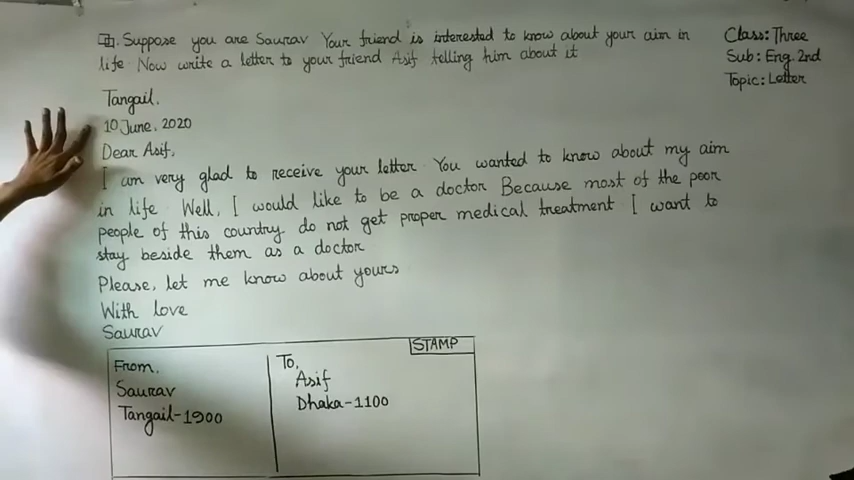 Suppose you are Saurav Your friend is interested to know about your aim in
life Now write a letter to your friend Asif telling him about it
Class: Three
Sub: Eng. 2nd
Topic: Letter
Tangail.
10 June, 2020
Dear Asif,
I am very glad to receive your letter You wanted to know about my aim
in life Well, I would like to be a doctor Because most of the poor
people of this country do not get proper medical treatment I want to
stay beside them as a doctor
Please, let me know about yours
With love
Saurav
From,
Saurav
Tangail-1900
STAMP
To,
Asif
Dhaka-1100